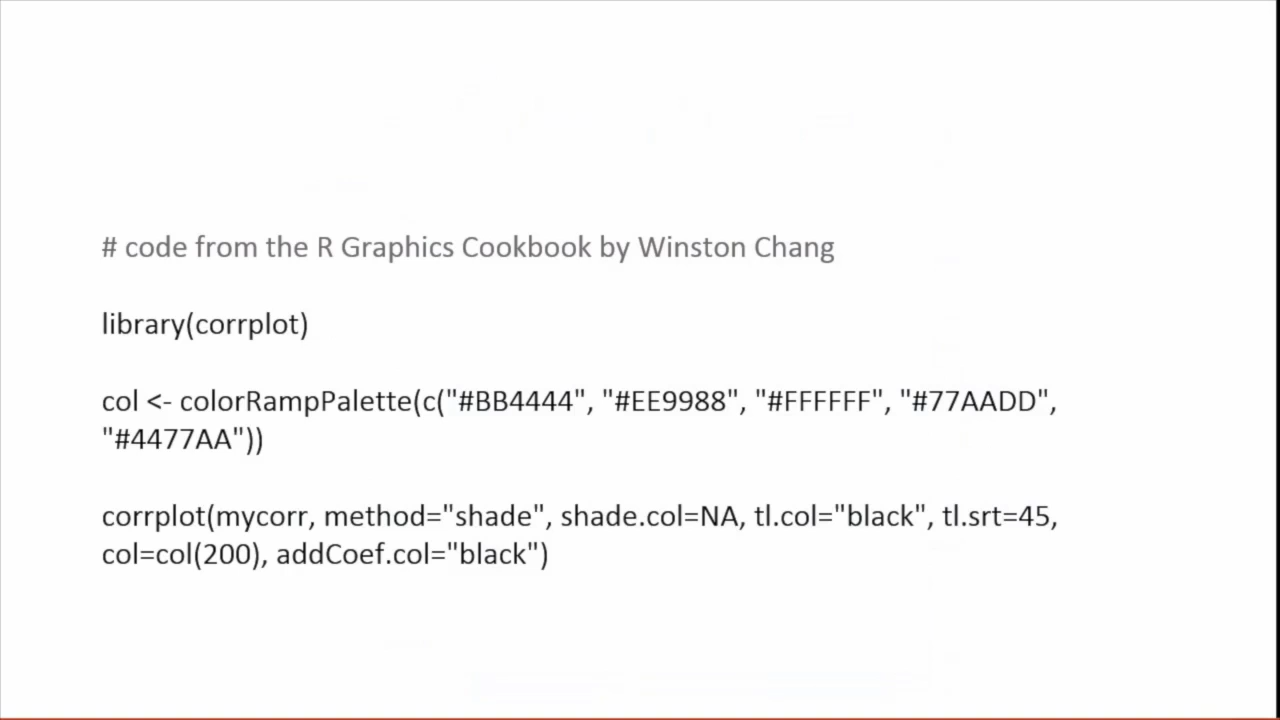 # code from the R Graphics Cookbook by Winston Chang
library(corrplot)
col <- colorRampPalette(c("#BB4444", "#EE9988", "#FFFFFF", "#77AADD",
"#4477AA"))
corrplot(mycorr, method="shade", shade.col=NA, tl.col="black", tl.srt=45,
col=col(200), addCoef.col="black")